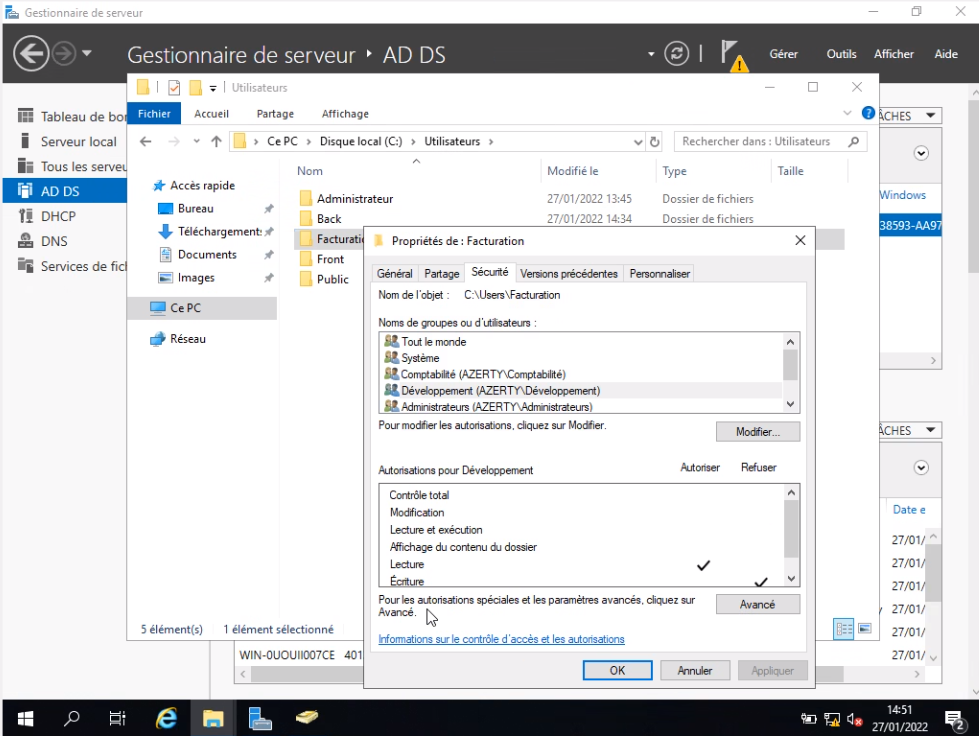 Gestionnaire de serveur
Gestionnaire de serveur AD DS
Gérer Outils Afficher Aide
Utilisateurs
Fichier Accueil Partage Affichage
Ce PC Disque local (C:) Utilisateurs
Rechercher dans : Utilisateurs
Tableau de bor
Serveur local
Tous les serveu
AD DS
DHCP
DNS
Services de fich
Accès rapide
Bureau
Téléchargements
Documents
Images
Ce PC
Réseau
Nom Modifié le Type Taille
Administrateur 27/01/2022 13:45 Dossier de fichiers
Back 27/01/2022 14:34 Dossier de fichiers
Facturatio
Front
Public
Propriétés de : Facturation
Général Partage Sécurité Versions précédentes Personnaliser
Nom de l'objet : C:\Users\Facturation
Noms de groupes ou d'utilisateurs :
Tout le monde
Système
Comptabilité (AZERTY\Comptabilité)
Développement (AZERTY\Développement)
Administrateurs (AZERTY\Administrateurs)
Pour modifier les autorisations, cliquez sur Modifier.
Modifier...
Autorisations pour Développement Autoriser Refuser
Contrôle total
Modification
Lecture et exécution
Affichage du contenu du dossier
Lecture
Écriture
Pour les autorisations spéciales et les paramètres avancés, cliquez sur
Avancé.
Avancé
Informations sur le contrôle d'accès et les autorisations
OK Annuler Appliquer
5 élément(s) 1 élément sélectionné
WIN-0UOUII007CE 401
ÂCHES
Windows
38593-AA97
ÂCHES
Date e
27/01/
27/01/
27/01/
27/01/
27/01/
27/01/
14:51
27/01/2022
2